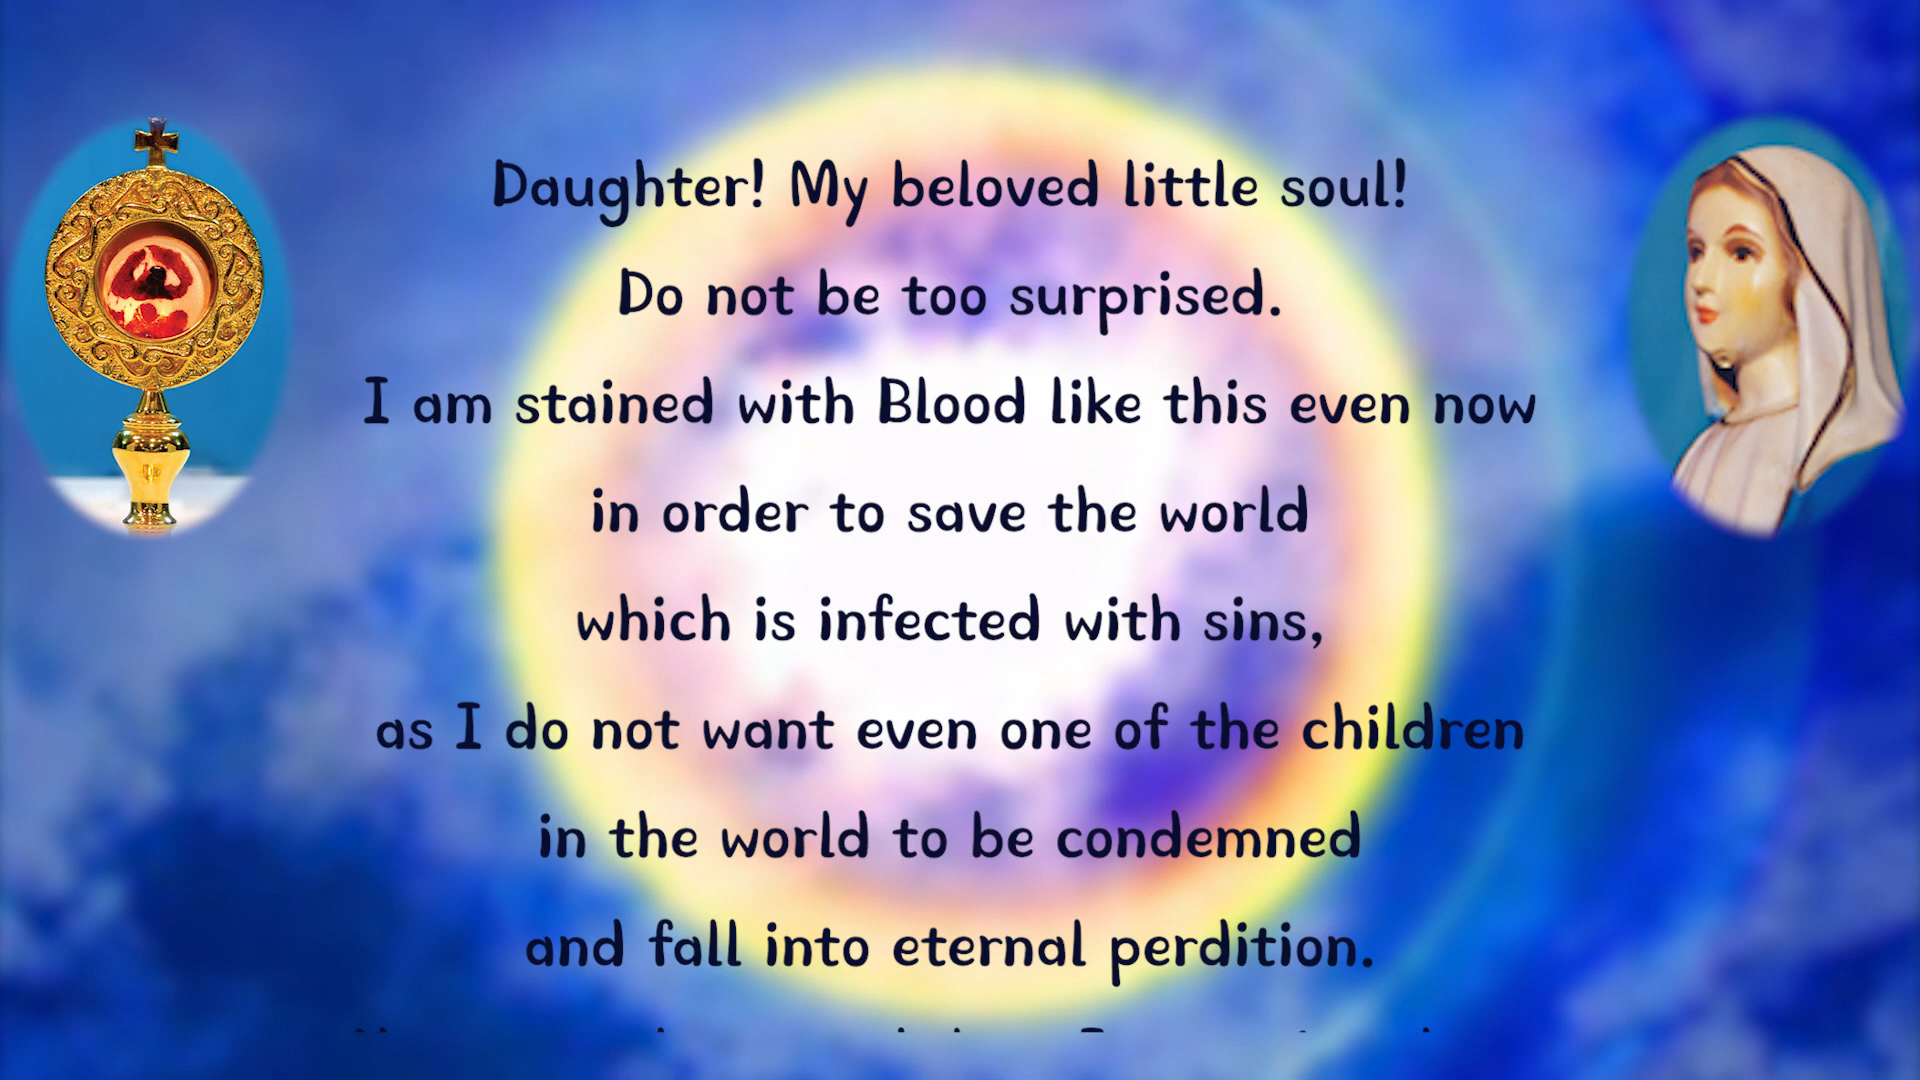 Daughter! My beloved little soul!
Do not be too surprised.
I am stained with Blood like this even now
in order to save the world
which is infected with sins,
as I do not want even one of the children
in the world to be condemned
and fall into eternal perdition.